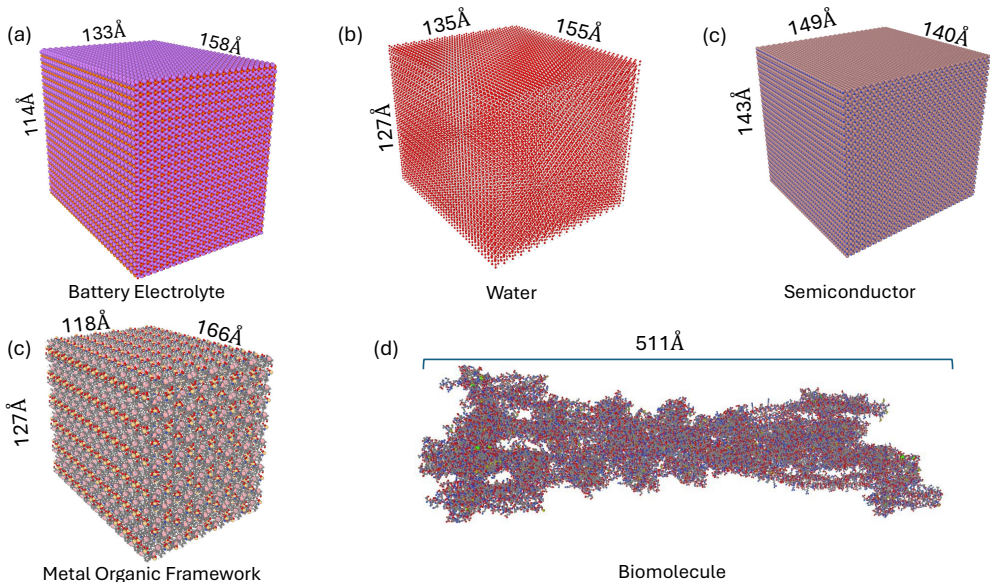 (a)
133Å
158Å
114Å
Battery Electrolyte
(b)
135Å
155Å
127Å
Water
(c)
149Å
140Å
143Å
Semiconductor
(c)
118Å
166Å
127Å
Metal Organic Framework
(d)
511Å
Biomolecule